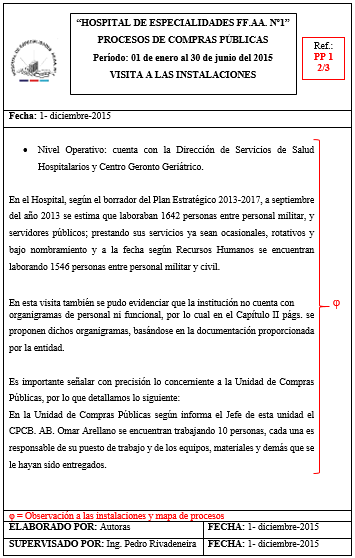 “HOSPITAL DE ESPECIALIDADES FF.AA. Nº1”
PROCESOS DE COMPRAS PÚBLICAS
Período: 01 de enero al 30 de junio del 2015
VISITA A LAS INSTALACIONES
Ref.:
PP 1
2/3
Fecha: 1- diciembre-2015
• Nivel Operativo: cuenta con la Dirección de Servicios de Salud
Hospitalarios y Centro Geronto Geriátrico.
En el Hospital, según el borrador del Plan Estratégico 2013-2017, a septiembre
del año 2013 se estima que laboraban 1642 personas entre personal militar, y
servidores públicos; prestando sus servicios ya sean ocasionales, rotativos y
bajo nombramiento y a la fecha según Recursos Humanos se encuentran
laborando 1546 personas entre personal militar y civil.
En esta visita también se pudo evidenciar que la institución no cuenta con
organigramas de personal ni funcional, por lo cual en el Capítulo II págs. se
proponen dichos organigramas, basándose en la documentación proporcionada
por la entidad.
φ
Es importante señalar con precisión lo concerniente a la Unidad de Compras
Públicas, por lo que detallamos lo siguiente:
En la Unidad de Compras Públicas según informa el Jefe de esta unidad el
CPCB. AB. Omar Arellano se encuentran trabajando 10 personas, cada una es
responsable de su puesto de trabajo y de los equipos, materiales y demás que se
le hayan sido entregados.
φ = Observación a las instalaciones y mapa de procesos
ELABORADO POR: Autoras FECHA: 1- diciembre-2015
SUPERVISADO POR: Ing. Pedro Rivadeneira FECHA: 1- diciembre-2015